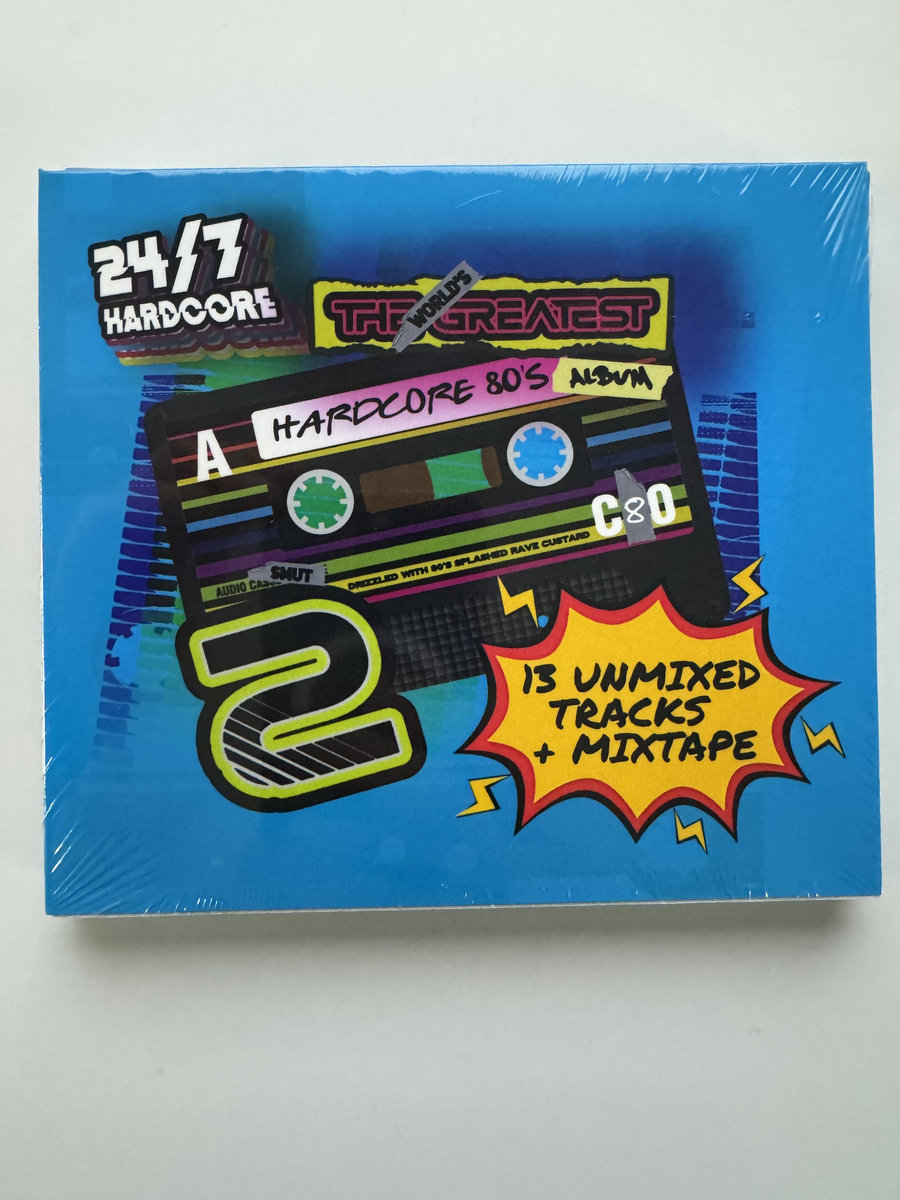 24/7
HARDCORE
THE WORLD'S GREATEST
HARDCORE 80'S ALBUM
A
C80
SMUT
AUDIO CAS
DRIZZLED WITH 80'S SPLASHED RAVE CUSTARD
2
13 UNMIXED
TRACKS
+ MIXTAPE